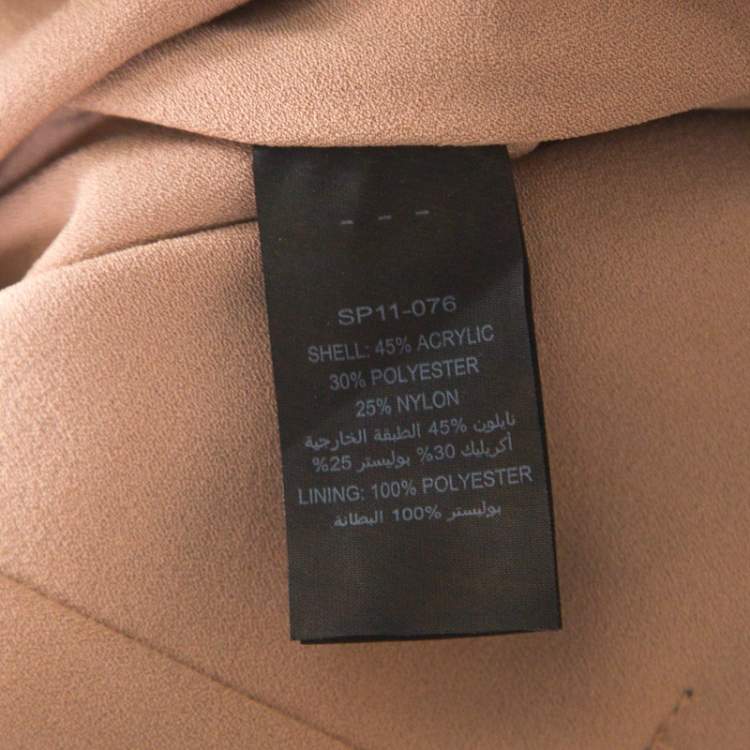 - - -
SP11-076
SHELL: 45% ACRYLIC
30% POLYESTER
25% NYLON
نايلون %45 الطبقة الخارجية
أكريليك 30% بوليستر 25%
LINING: 100% POLYESTER
بوليستر %100 البطانة